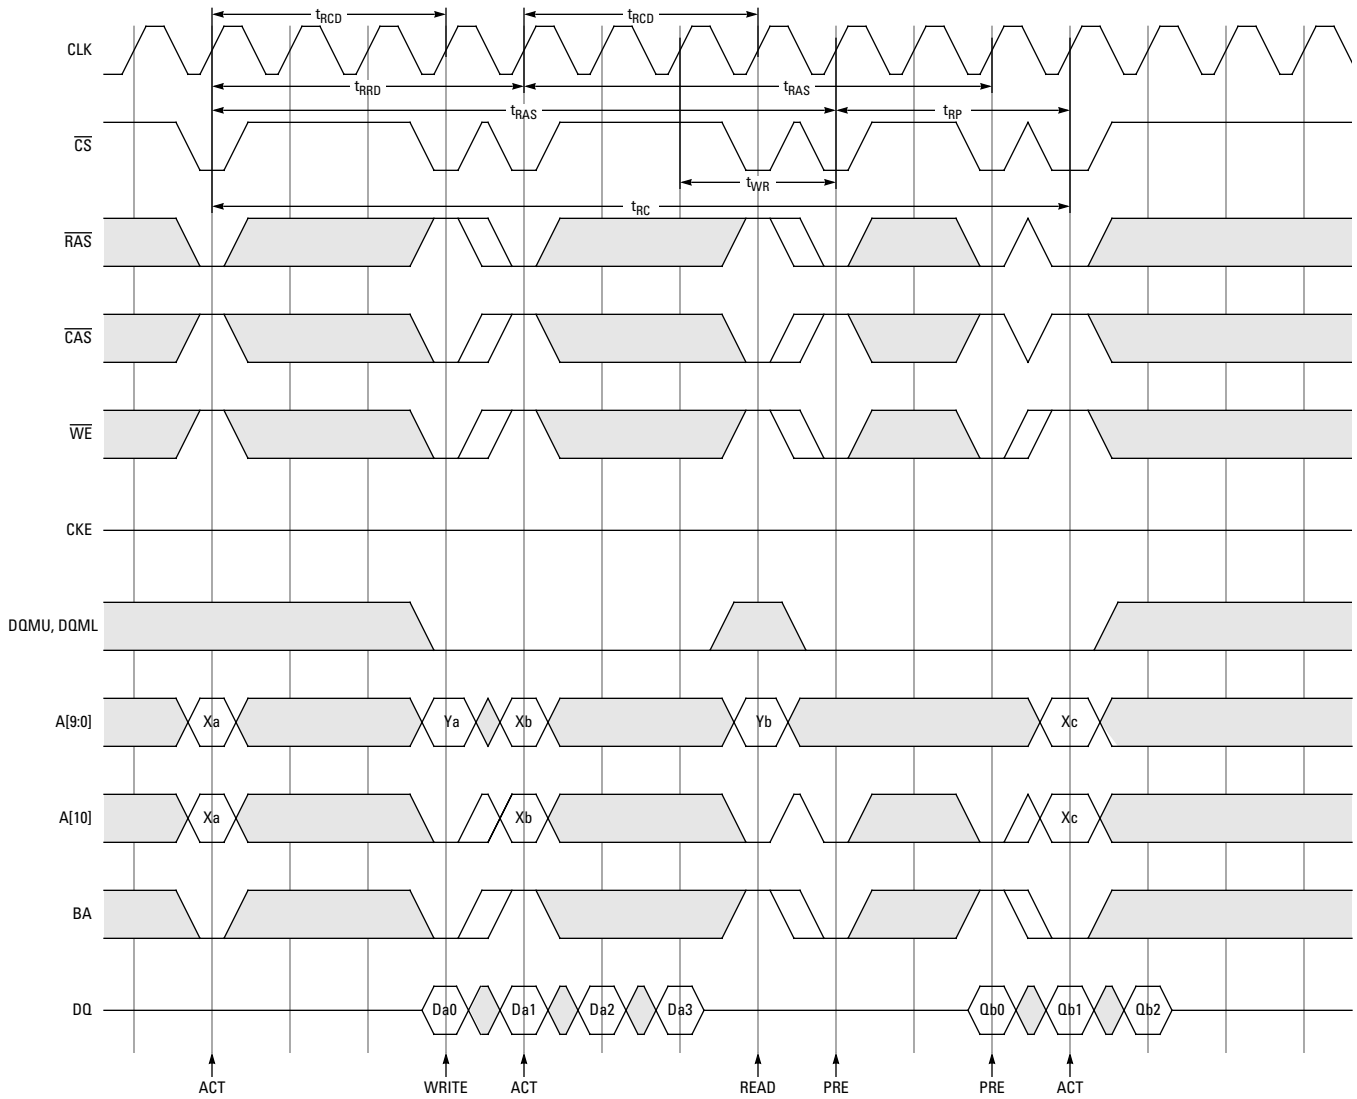 tRCD tRCD
CLK
tRRD tRAS
tRAS tRP
CS
tWR
tRC
RAS
CAS
WE
CKE
DQMU, DQML
A[9:0] Xa Ya Xb Yb Xc
A[10] Xa Xb Xc
BA
DQ Da0 Da1 Da2 Da3 Qb0 Qb1 Qb2
ACT WRITE ACT READ PRE PRE ACT